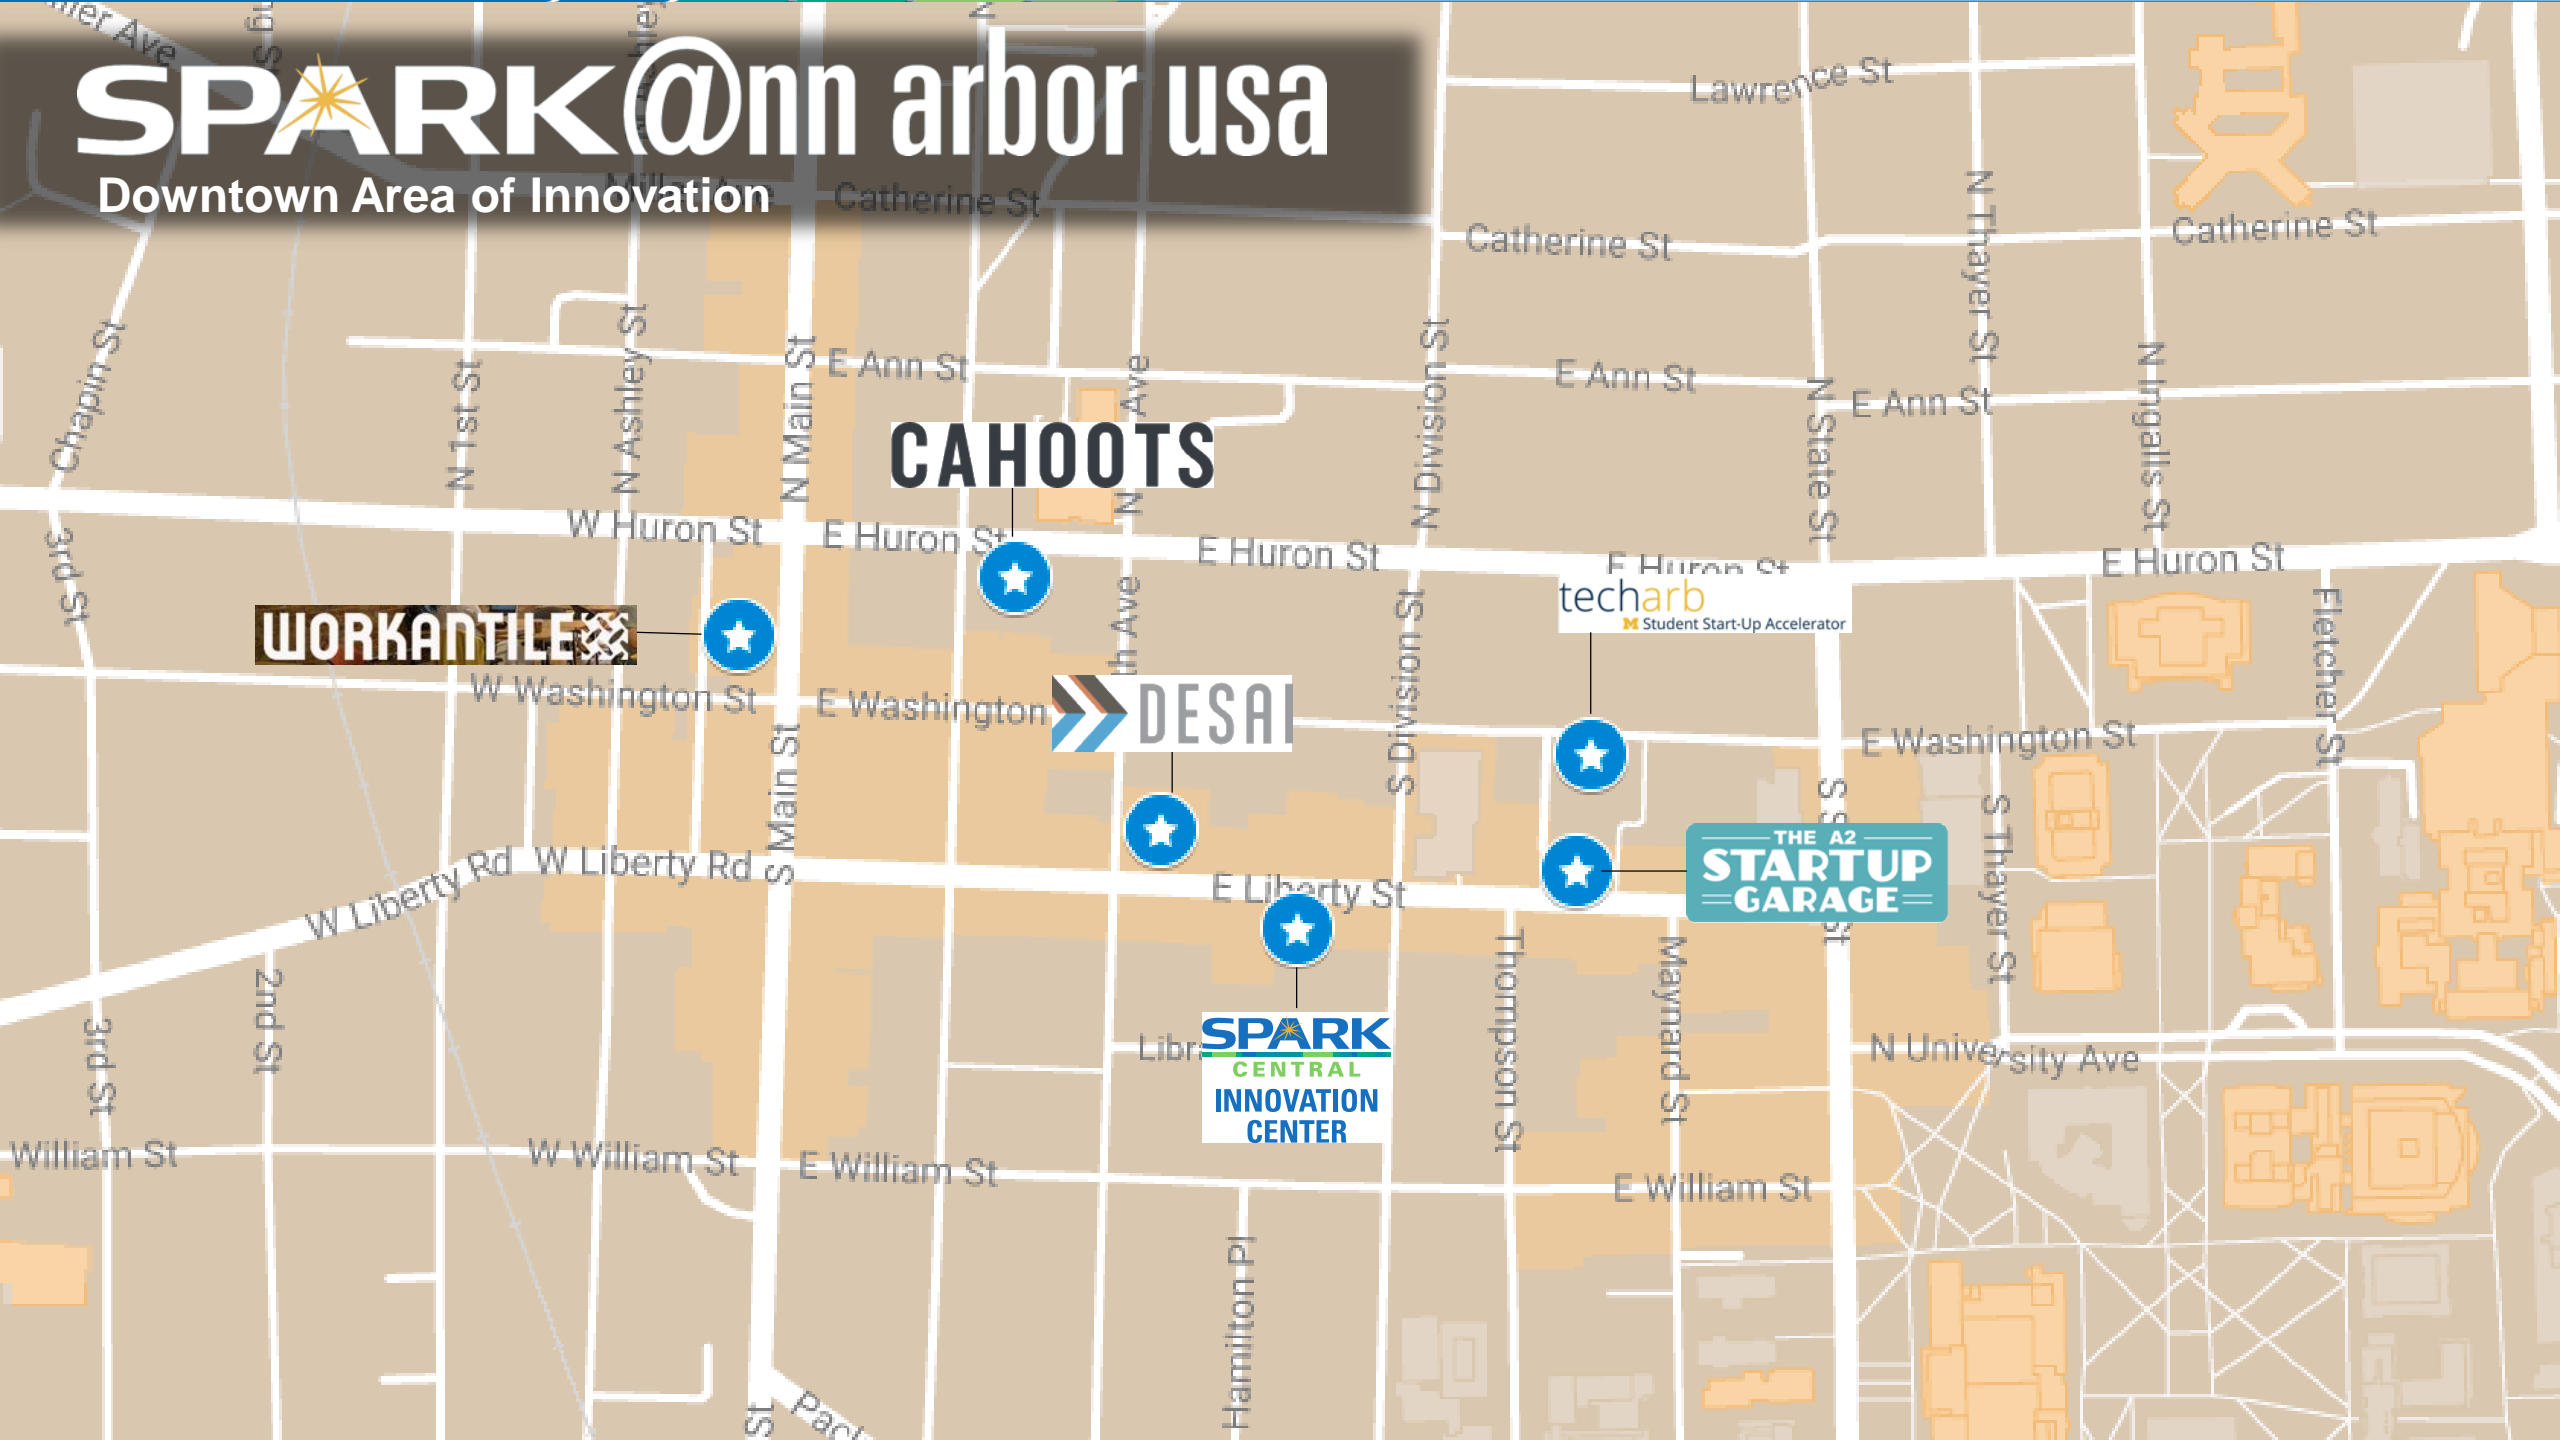 SPARK @nn arbor usa
Downtown Area of Innovation
Miller Ave
Catherine St
Lawrence St
Catherine St
Catherine St
N Thayer St
Chapin St
N 1st St
N Ashley St
N Main St
E Ann St
N Division St
E Ann St
N State St
E Ann St
N Ingalls St
CAHOOTS
W Huron St
E Huron St
E Huron St
E Huron St
E Huron St
3rd St
WORKANTILE
techarb
M Student Start-Up Accelerator
Fletcher St
W Washington St
E Washington
DESAI
S Division St
E Washington St
S Main St
S Thayer St
W Liberty Rd
W Liberty Rd
E Liberty St
THE A2
STARTUP
GARAGE
2nd St
3rd St
SPARK
CENTRAL
INNOVATION
CENTER
Thompson St
Maynard St
N University Ave
William St
W William St
E William St
E William St
Hamilton Pl